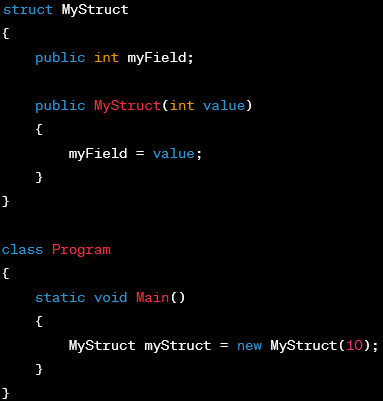 struct MyStruct
{
    public int myField;

    public MyStruct(int value)
    {
        myField = value;
    }
}

class Program
{
    static void Main()
    {
        MyStruct myStruct = new MyStruct(10);
    }
}